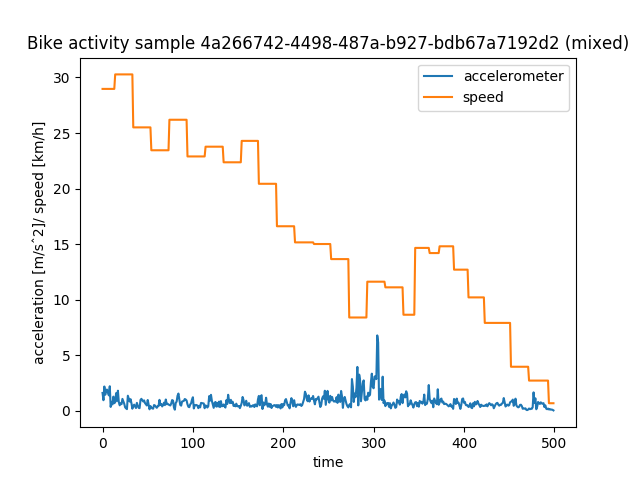 Bike activity sample 4a266742-4498-487a-b927-bdb67a7192d2 (mixed)
accelerometer
speed
acceleration [m/s^2]/ speed [km/h]
30
25
20
15
10
5
0
0 100 200 300 400 500
time